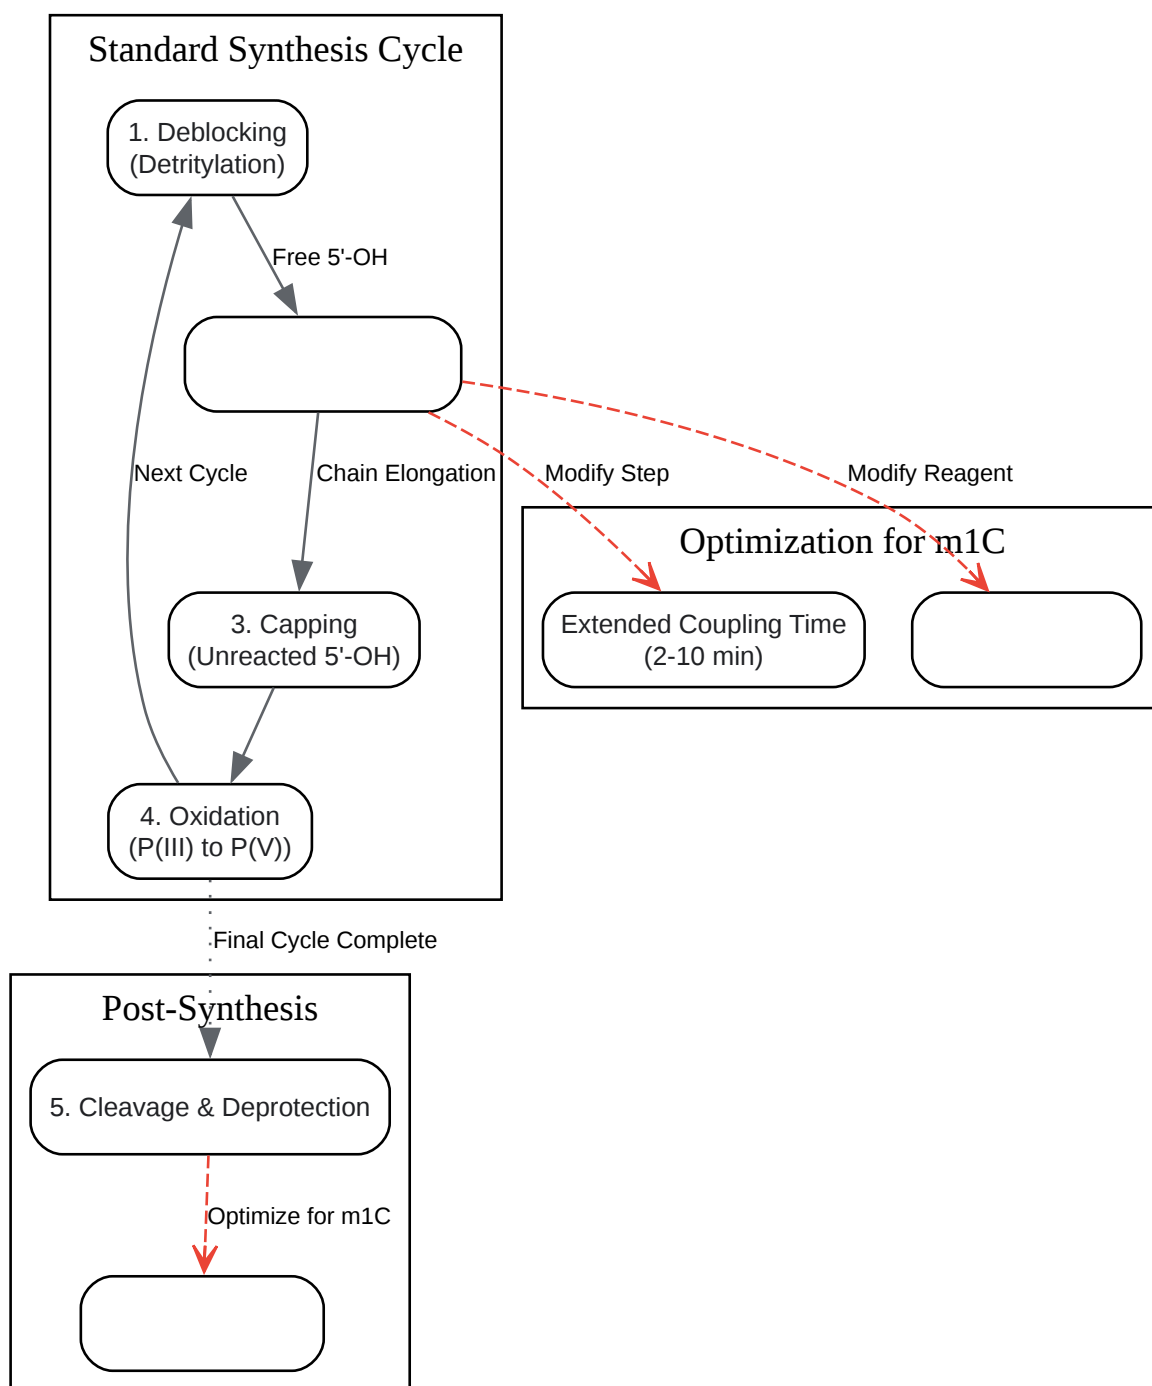 Standard Synthesis Cycle
1. Deblocking
(Detritylation)
Free 5'-OH
Next Cycle
Chain Elongation
Modify Step
Modify Reagent
Optimization for m1C
3. Capping
(Unreacted 5'-OH)
Extended Coupling Time
(2-10 min)
4. Oxidation
(P(III) to P(V))
Final Cycle Complete
Post-Synthesis
5. Cleavage & Deprotection
Optimize for m1C